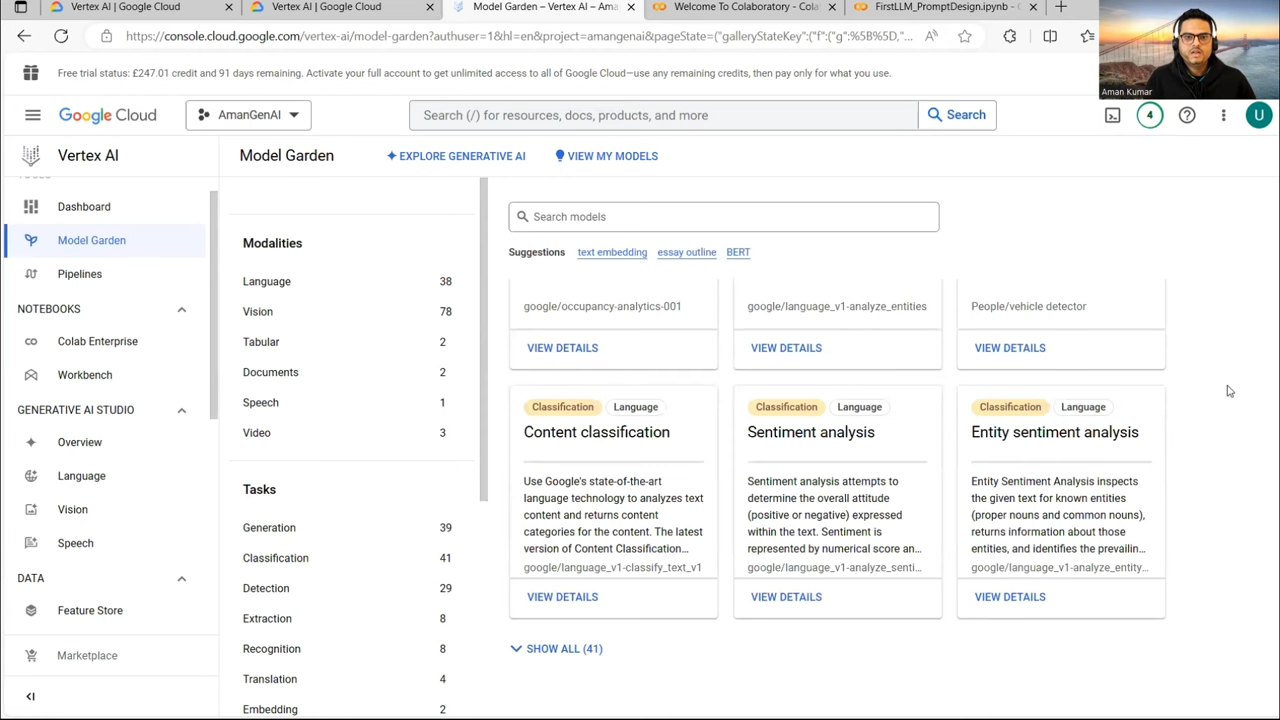 Vertex AI | Google Cloud
Vertex AI | Google Cloud
Model Garden – Vertex AI – Ama
Welcome To Colaboratory - Colab
FirstLLM_PromptDesign.ipynb - C
https://console.cloud.google.com/vertex-ai/model-garden?authuser=1&hl=en&project=amangenai&pageState=("galleryStateKey":("f":("g":%5B%5D,"...
Aman Kumar
Free trial status: £247.01 credit and 91 days remaining. Activate your full account to get unlimited access to all of Google Cloud—use any remaining credits, then pay only for what you use.
Google Cloud
AmanGenAI
Search (/) for resources, docs, products, and more
Search
4
U
Vertex AI
Model Garden
EXPLORE GENERATIVE AI
VIEW MY MODELS
TOOLS
Dashboard
Model Garden
Pipelines
NOTEBOOKS
Colab Enterprise
Workbench
GENERATIVE AI STUDIO
Overview
Language
Vision
Speech
DATA
Feature Store
Marketplace
Modalities
Language 38
Vision 78
Tabular 2
Documents 2
Speech 1
Video 3
Tasks
Generation 39
Classification 41
Detection 29
Extraction 8
Recognition 8
Translation 4
Embedding 2
Search models
Suggestions text embedding essay outline BERT
google/occupancy-analytics-001
VIEW DETAILS
google/language_v1-analyze_entities
VIEW DETAILS
People/vehicle detector
VIEW DETAILS
Classification Language
Content classification
Use Google's state-of-the-art
language technology to analyzes text
content and returns content
categories for the content. The latest
version of Content Classification...
google/language_v1-classify_text_v1
VIEW DETAILS
Classification Language
Sentiment analysis
Sentiment analysis attempts to
determine the overall attitude
(positive or negative) expressed
within the text. Sentiment is
represented by numerical score an...
google/language_v1-analyze_senti...
VIEW DETAILS
Classification Language
Entity sentiment analysis
Entity Sentiment Analysis inspects
the given text for known entities
(proper nouns and common nouns),
returns information about those
entities, and identifies the prevailin...
google/language_v1-analyze_entity...
VIEW DETAILS
SHOW ALL (41)